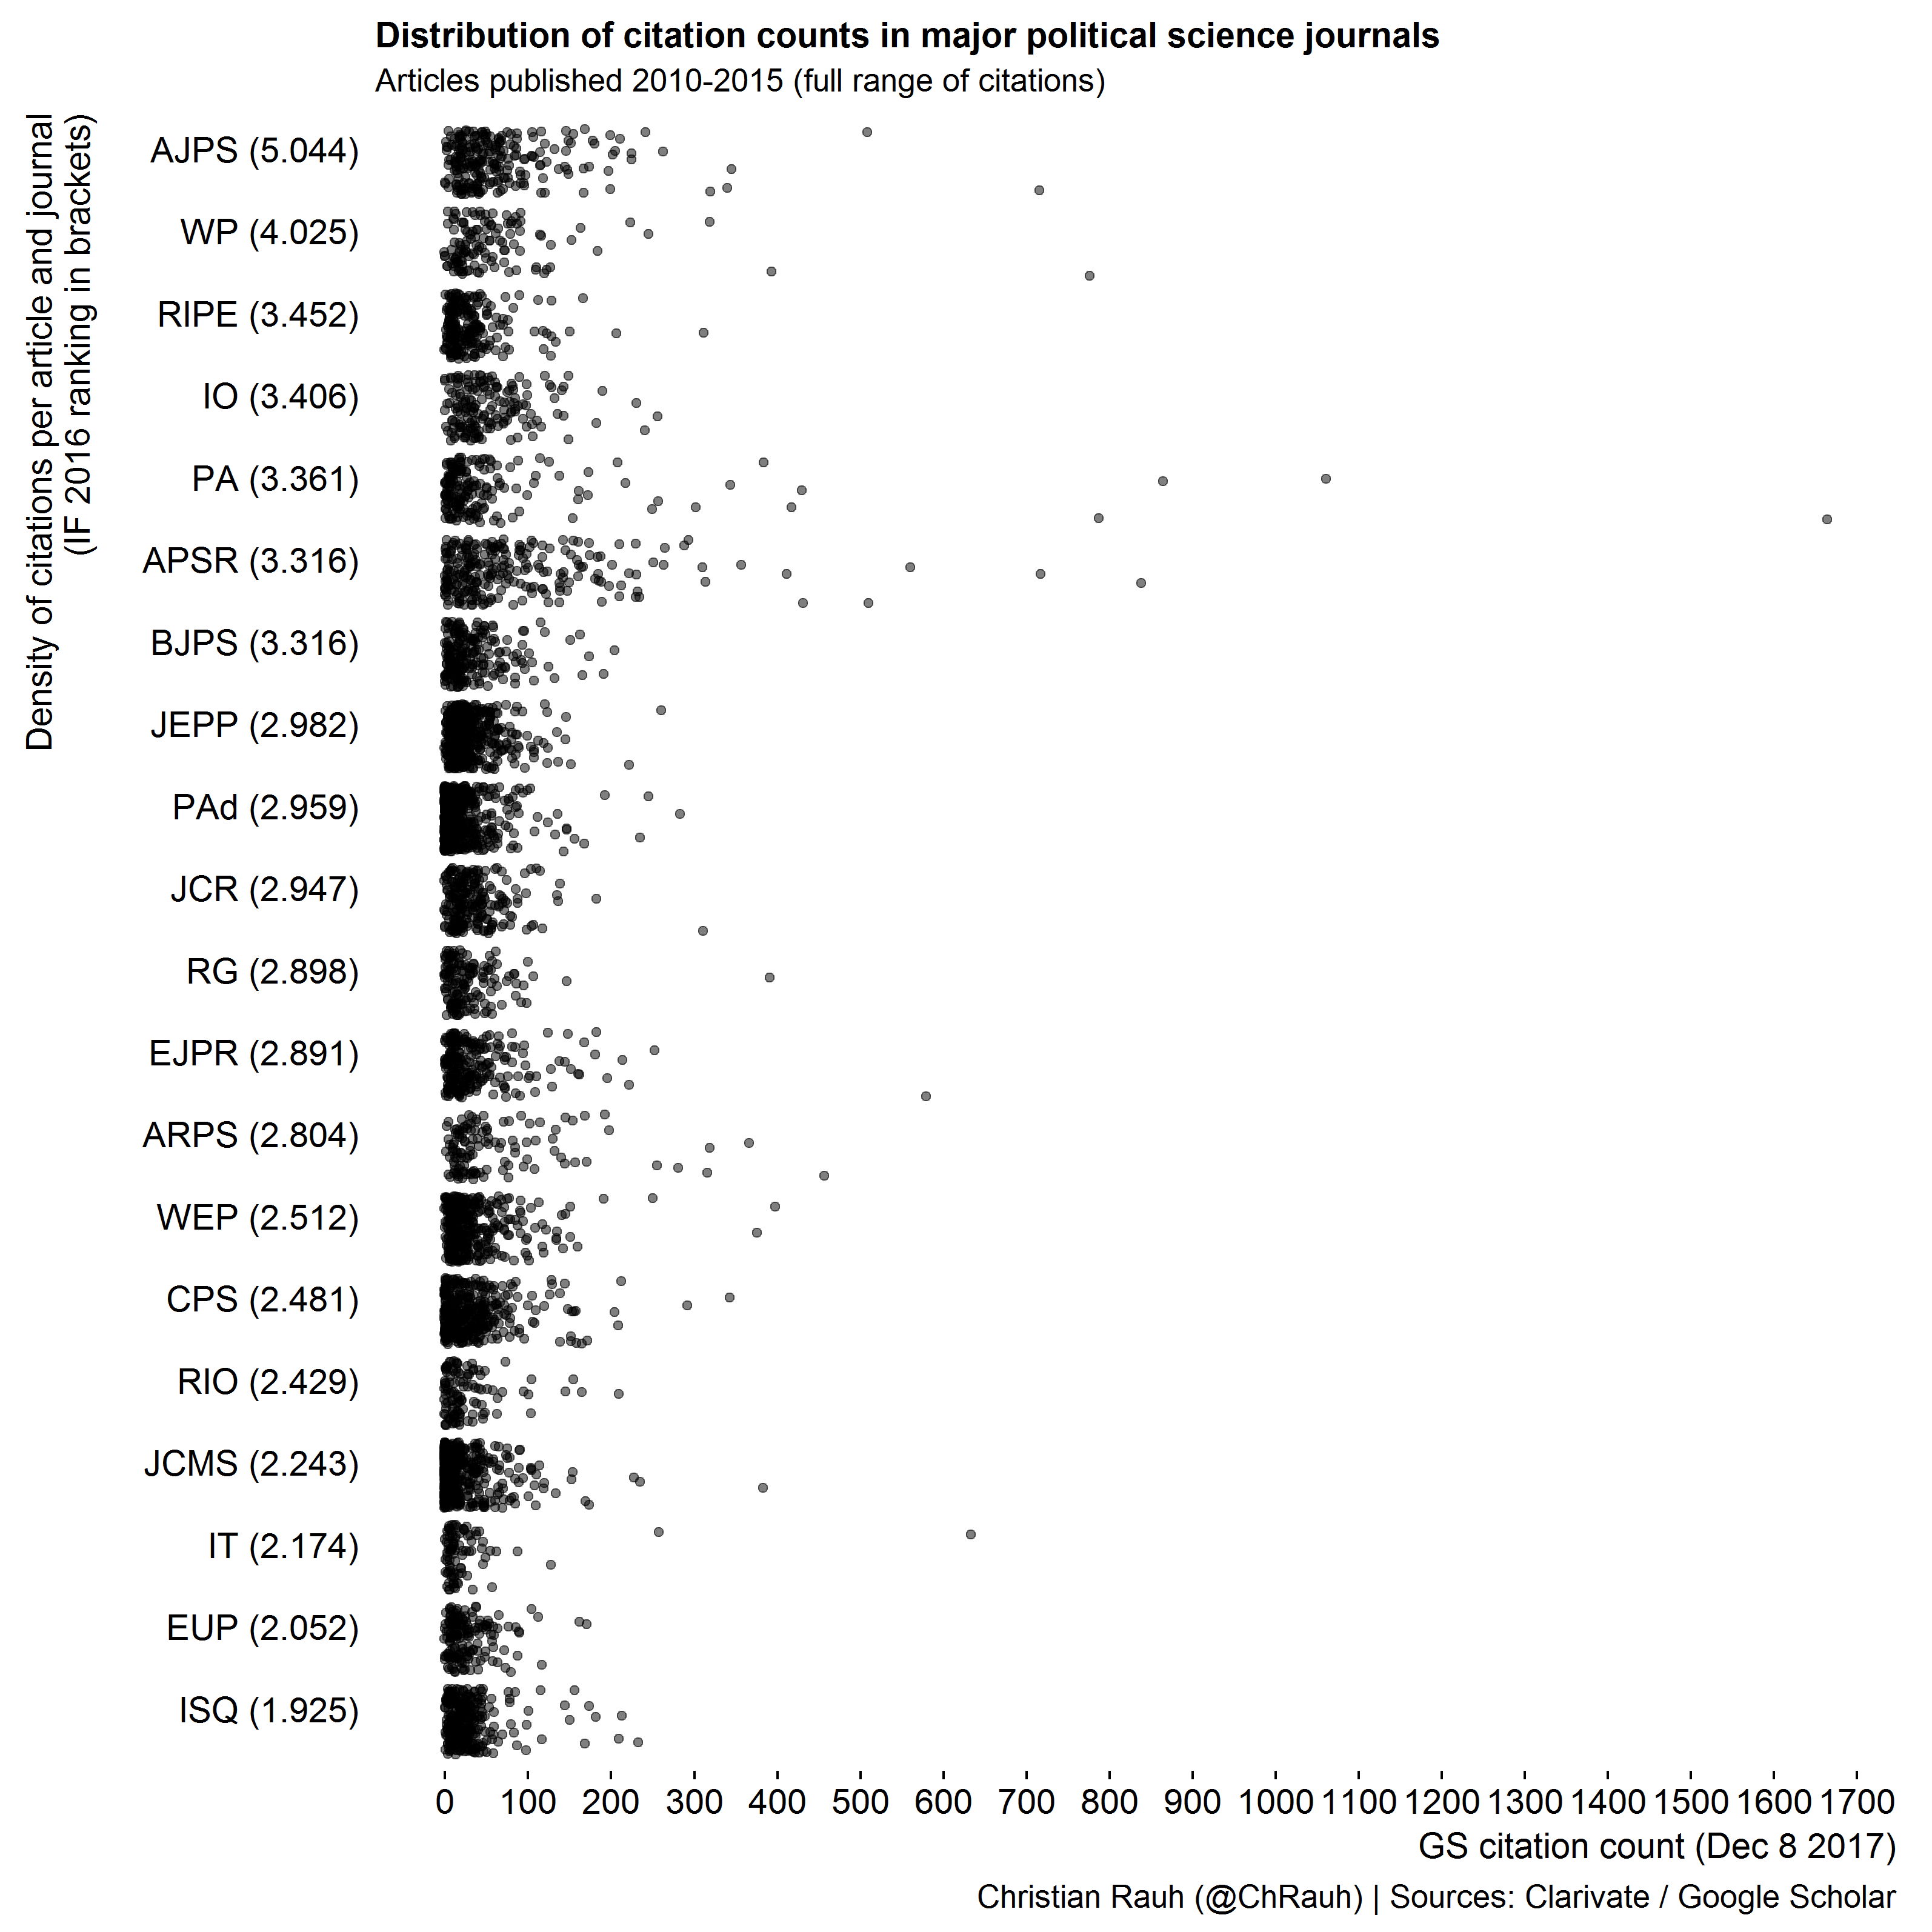 Distribution of citation counts in major political science journals
Articles published 2010-2015 (full range of citations)
Density of citations per article and journal
(IF 2016 ranking in brackets)
AJPS (5.044)
WP (4.025)
RIPE (3.452)
IO (3.406)
PA (3.361)
APSR (3.316)
BJPS (3.316)
JEPP (2.982)
PAd (2.959)
JCR (2.947)
RG (2.898)
EJPR (2.891)
ARPS (2.804)
WEP (2.512)
CPS (2.481)
RIO (2.429)
JCMS (2.243)
IT (2.174)
EUP (2.052)
ISQ (1.925)
0 100 200 300 400 500 600 700 800 900 1000 1100 1200 1300 1400 1500 1600 1700
GS citation count (Dec 8 2017)
Christian Rauh (@ChRauh) | Sources: Clarivate / Google Scholar